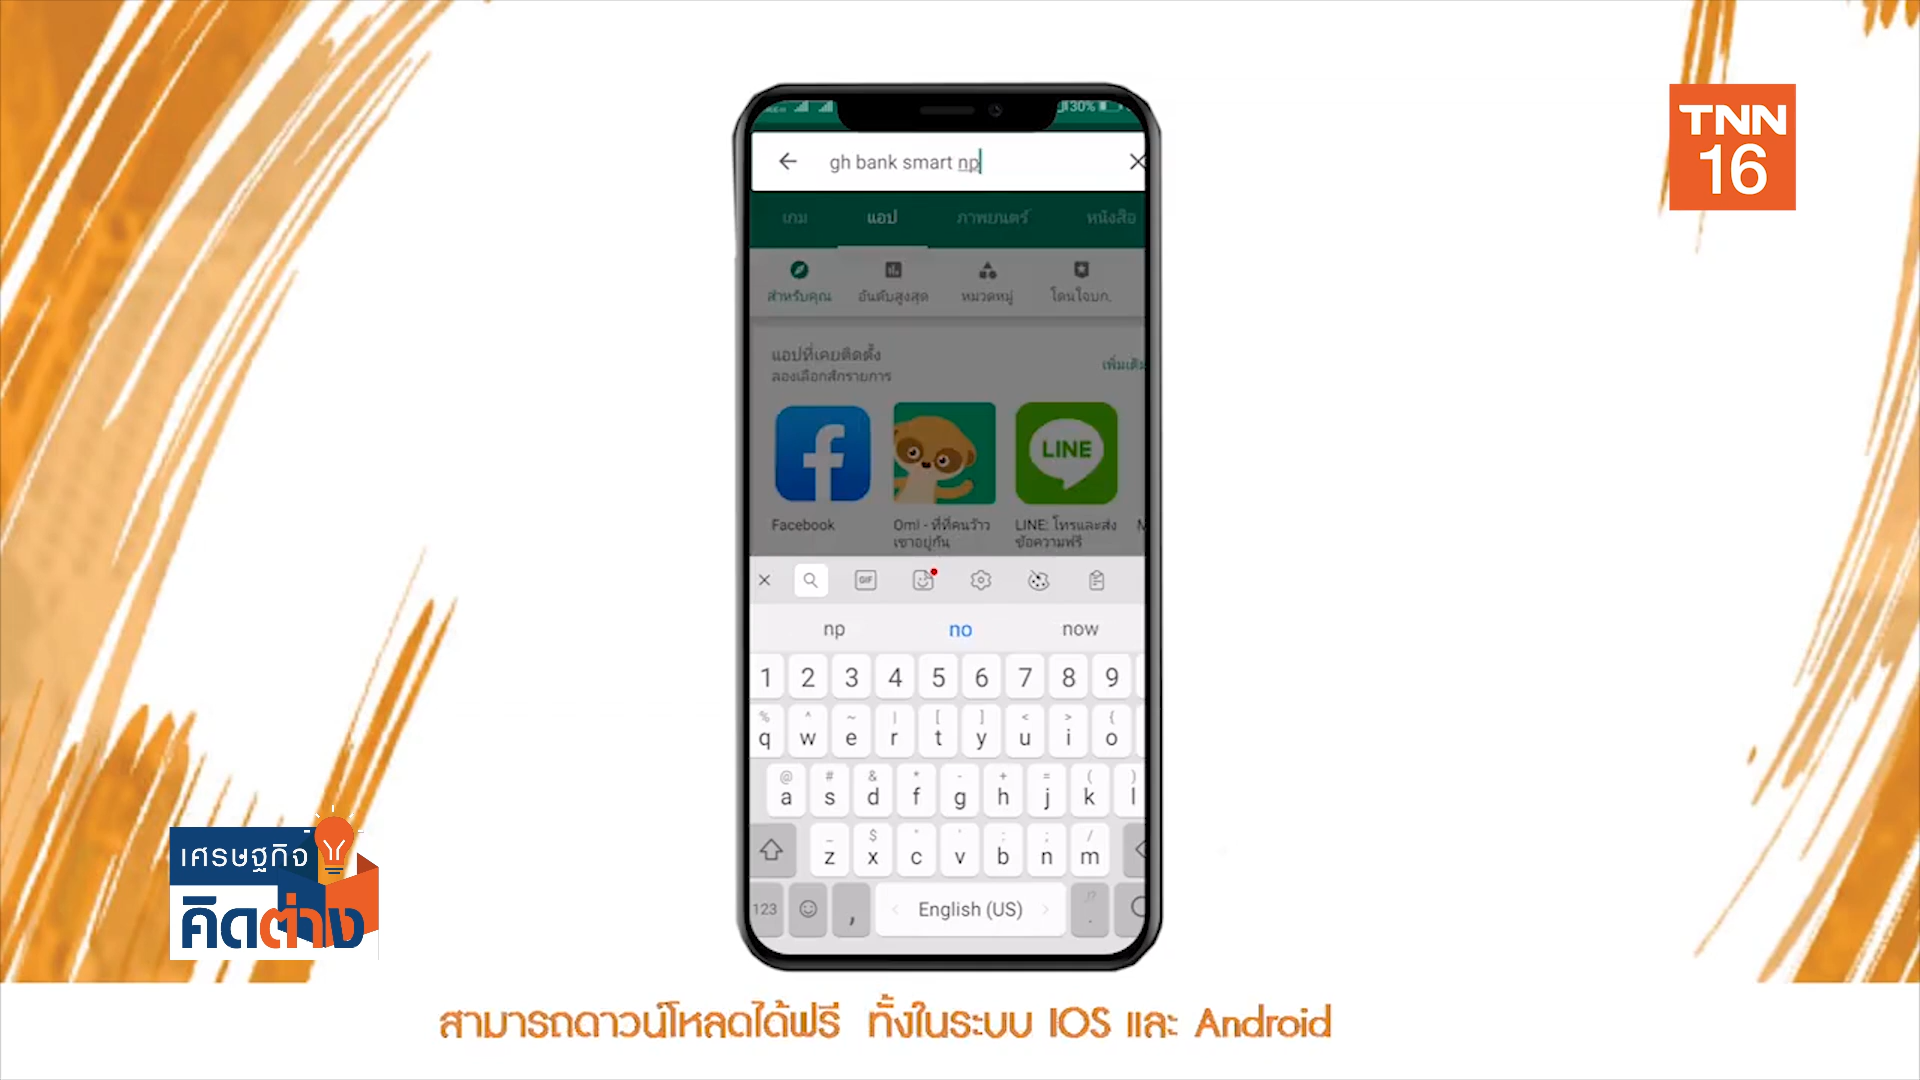 TNN
16
30%
gh bank smart np
เกม แอป ภาพยนตร์ หนังสือ
สำหรับคุณ อันดับสูงสุด หมวดหมู่ โดนใจบก.
แอปที่เคยติดตั้ง
ลองเลือกสักรายการ
เพิ่มเติม
LINE
Facebook
Omi - ที่ที่คนว้าว
เขาอยู่กัน
LINE: โทรและส่ง
ข้อความฟรี
GIF
np no now
1 2 3 4 5 6 7 8 9
% ^ ~ | [ ] < > {
q w e r t y u i o
@ # & * - + = ( )
a s d f g h j k l
_ $ " ' : ; /
z x c v b n m
123 , < English (US) > !? .
เศรษฐกิจ
คิดต่าง
สามารถดาวน์โหลดได้ฟรี ทั้งในระบบ IOS และ Android